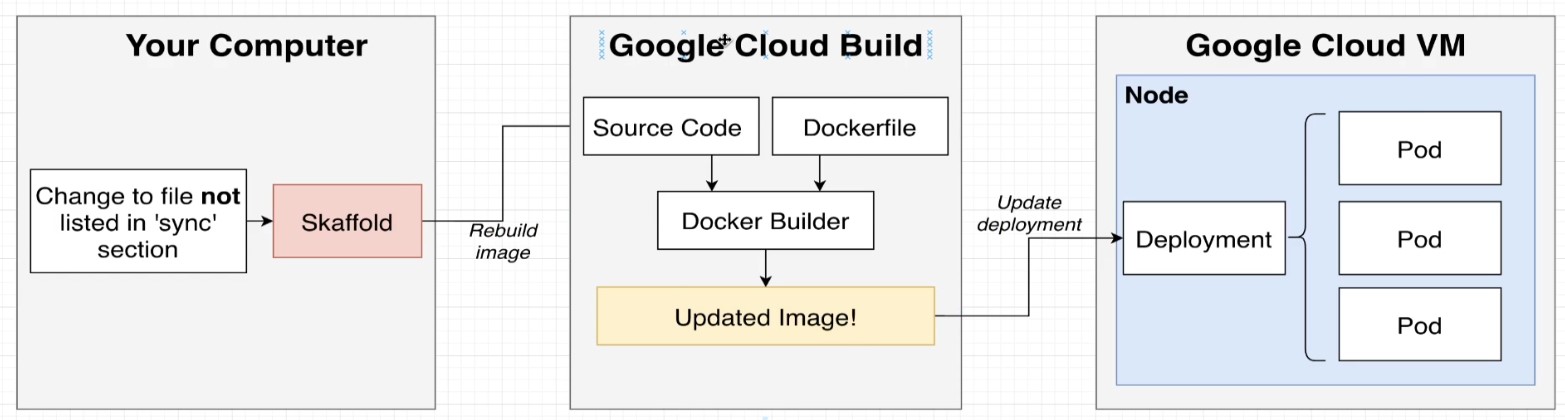 Your Computer
Change to file not
listed in 'sync'
section
Skaffold
Rebuild
image
Google Cloud Build
Source Code
Dockerfile
Docker Builder
Updated Image!
Update
deployment
Google Cloud VM
Node
Deployment
Pod
Pod
Pod